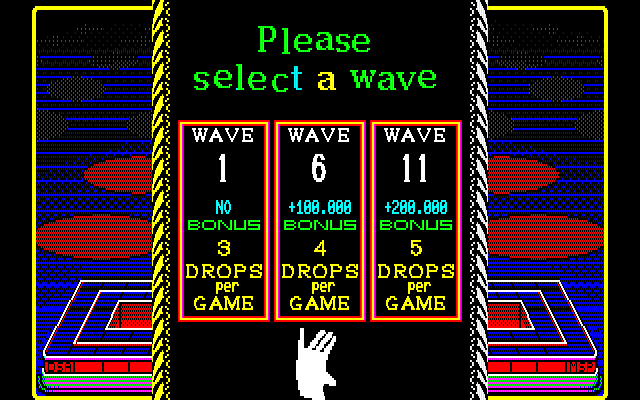 Please
select a wave
WAVE
1
NO
BONUS
3
DROPS
per
GAME
WAVE
6
+100.000
BONUS
4
DROPS
per
GAME
WAVE
11
+200.000
BONUS
5
DROPS
per
GAME